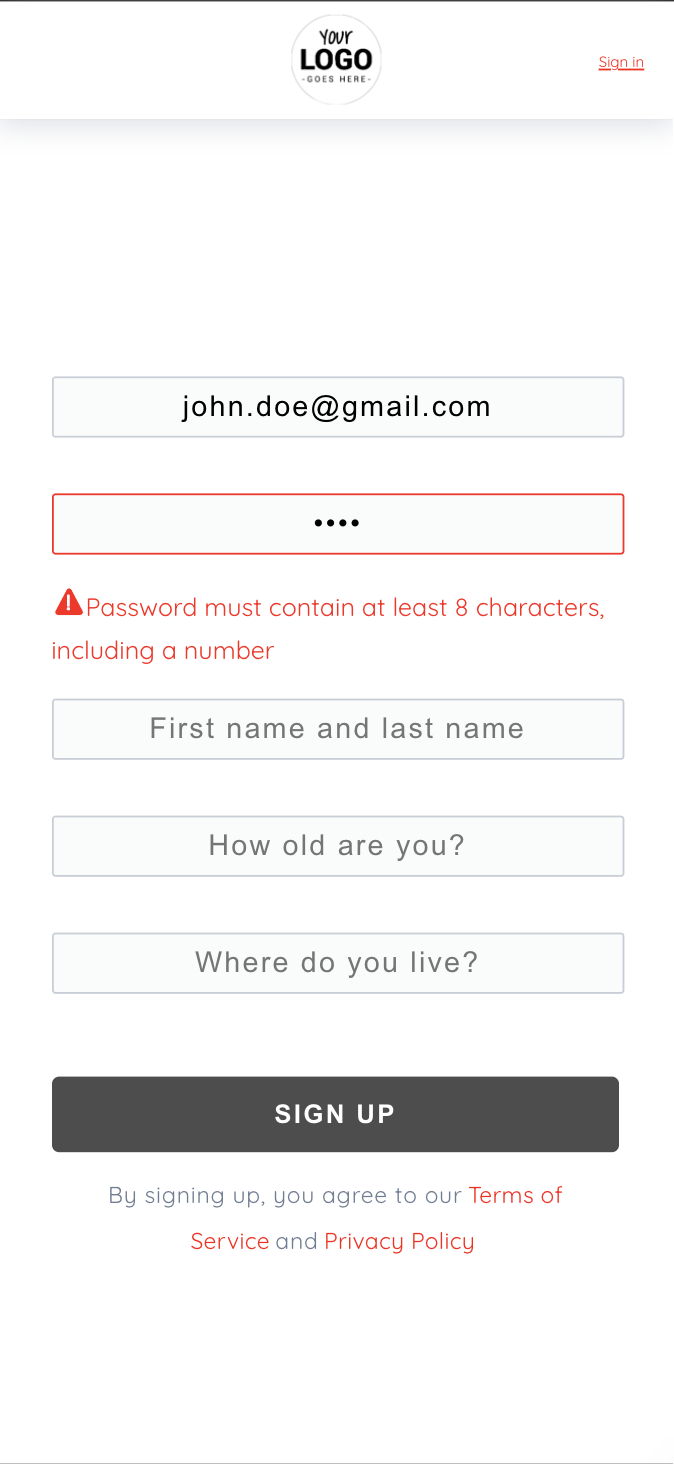 YOUR
LOGO
-GOES HERE-
Sign in
john.doe@gmail.com
••••
Password must contain at least 8 characters,
including a number
First name and last name
How old are you?
Where do you live?
SIGN UP
By signing up, you agree to our Terms of
Service and Privacy Policy